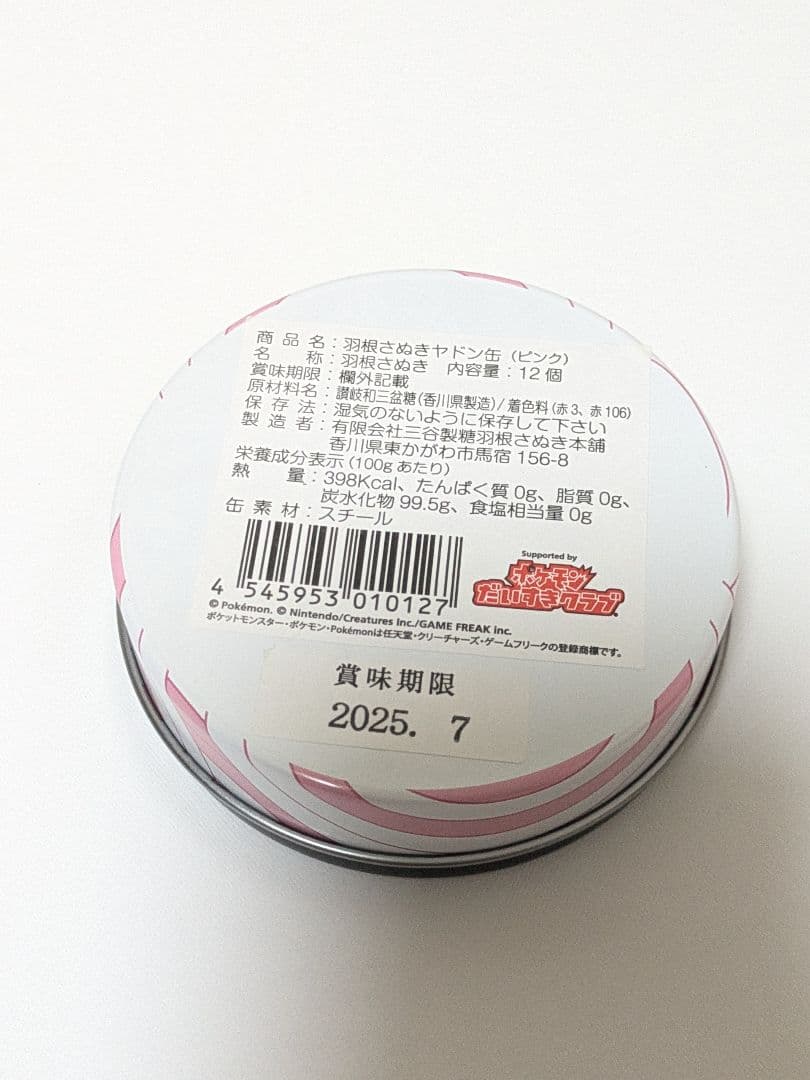 商品名：羽根さぬきヤドン缶（ピンク）
名称：羽根さぬき 内容量：12個
賞味期限：欄外記載
原材料名：讃岐和三盆糖（香川県製造）/着色料（赤3、赤106）
保存法：湿気のないように保存して下さい
製造者：有限会社三谷製糖羽根さぬき本舗
香川県東かがわ市馬宿 156-8
栄養成分表示（100gあたり）
熱量：398Kcal、たんぱく質0g、脂質0g、
炭水化物 99.5g、食塩相当量0g
缶素材：スチール
Supported by
ポケモン
だいすきクラブ
4 545953 010127
© Pokémon. © Nintendo/Creatures Inc./GAME FREAK inc.
ポケットモンスター・ポケモン・Pokémonは任天堂・クリーチャーズ・ゲームフリークの登録商標です。
賞味期限
2025. 7